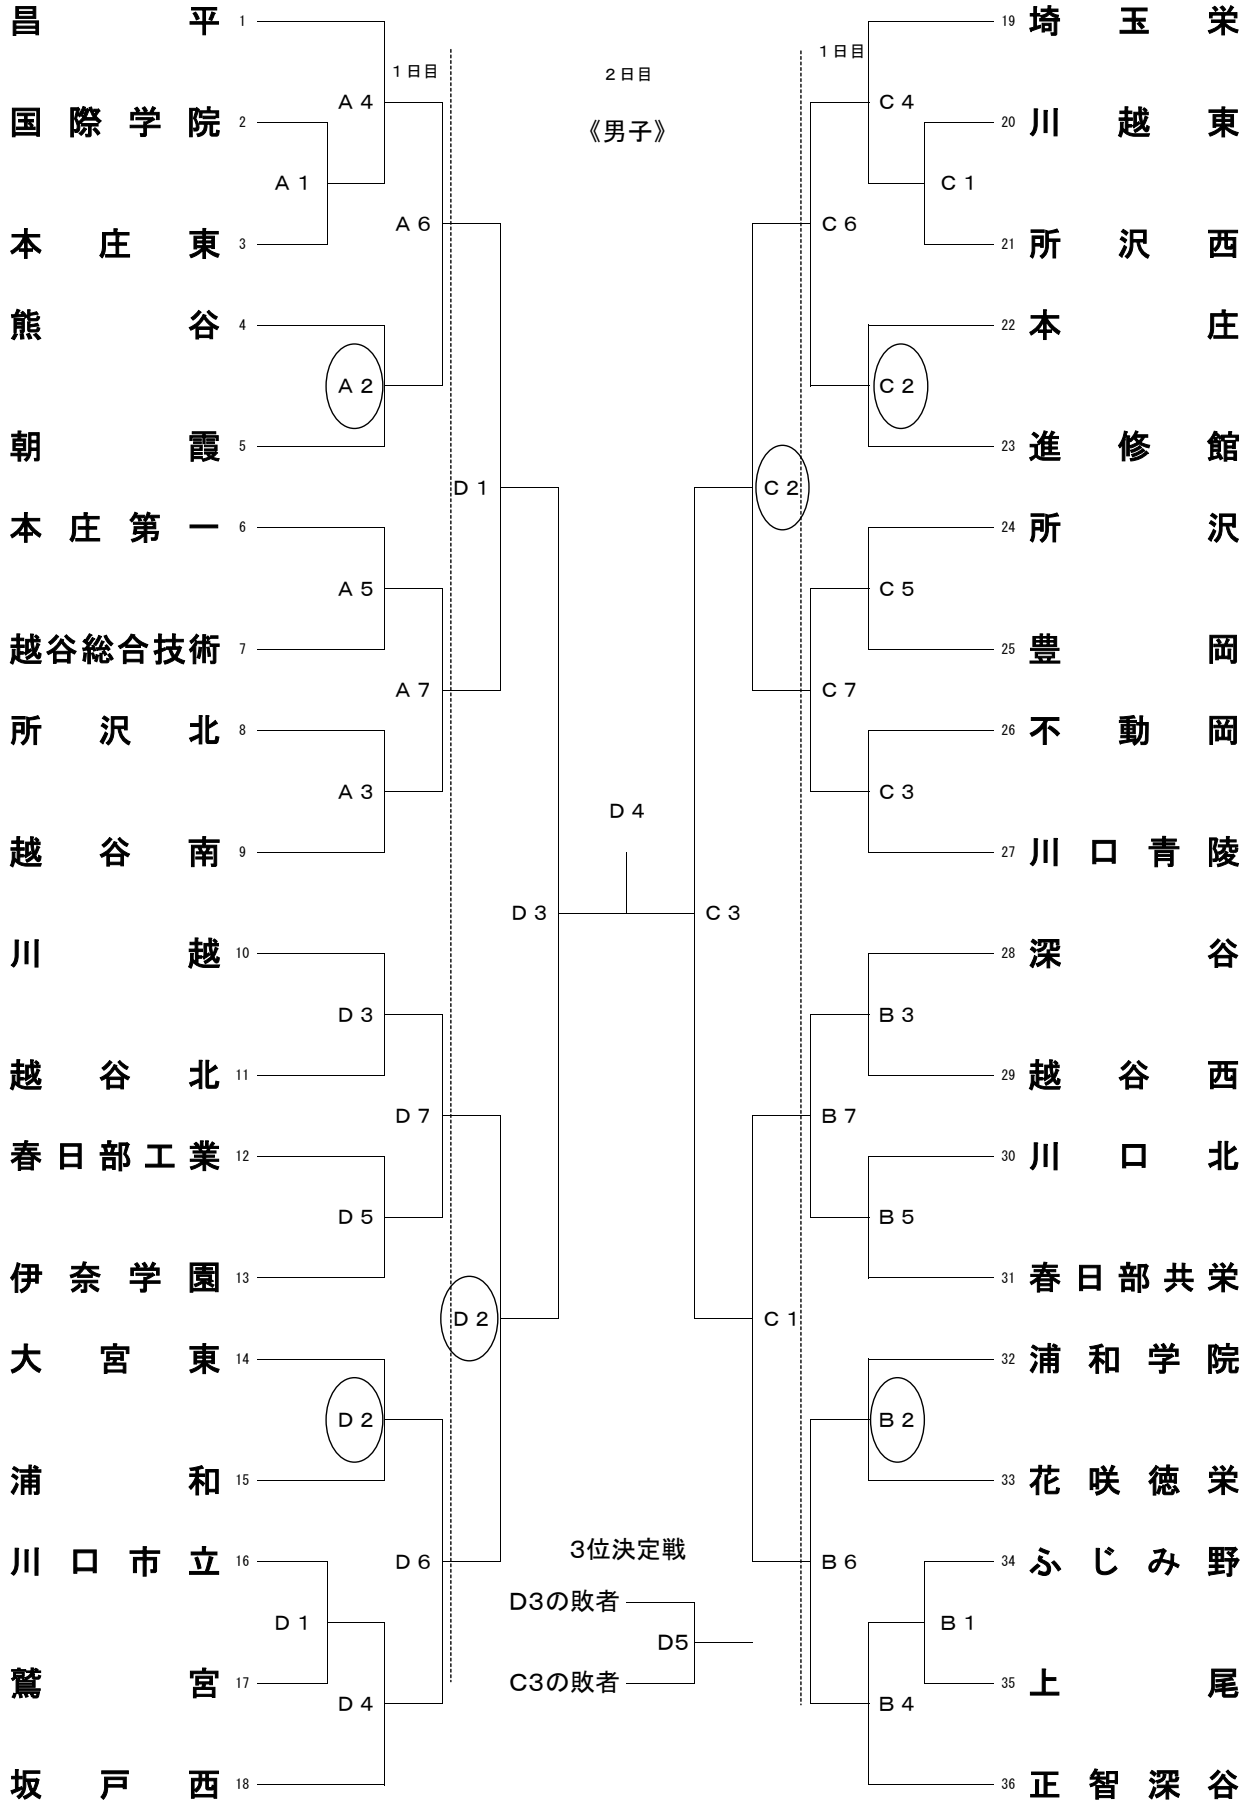 １日目
２日目
《男子》
１日目
昌平 1
国際学院 2
本庄東 3
熊谷 4
朝霞 5
本庄第一 6
越谷総合技術 7
所沢北 8
越谷南 9
川越 10
越谷北 11
春日部工業 12
伊奈学園 13
大宮東 14
浦和 15
川口市立 16
鷲宮 17
坂戸西 18
Ａ４
Ａ１
Ａ６
Ａ２
Ｄ１
Ａ５
Ａ７
Ａ３
Ｄ３
Ｄ３
Ｄ７
Ｄ５
Ｄ２
Ｄ２
Ｄ６
Ｄ１
Ｄ４
Ｄ４
19 埼玉栄
20 川越東
21 所沢西
22 本庄
23 進修館
24 所沢
25 豊岡
26 不動岡
27 川口青陵
28 深谷
29 越谷西
30 川口北
31 春日部共栄
32 浦和学院
33 花咲徳栄
34 ふじみ野
35 上尾
36 正智深谷
Ｃ４
Ｃ１
Ｃ６
Ｃ２
Ｃ２
Ｃ５
Ｃ７
Ｃ３
Ｃ３
Ｂ３
Ｂ７
Ｂ５
Ｃ１
Ｂ２
Ｂ６
Ｂ１
Ｂ４
3位決定戦
D3の敗者
D5
C3の敗者